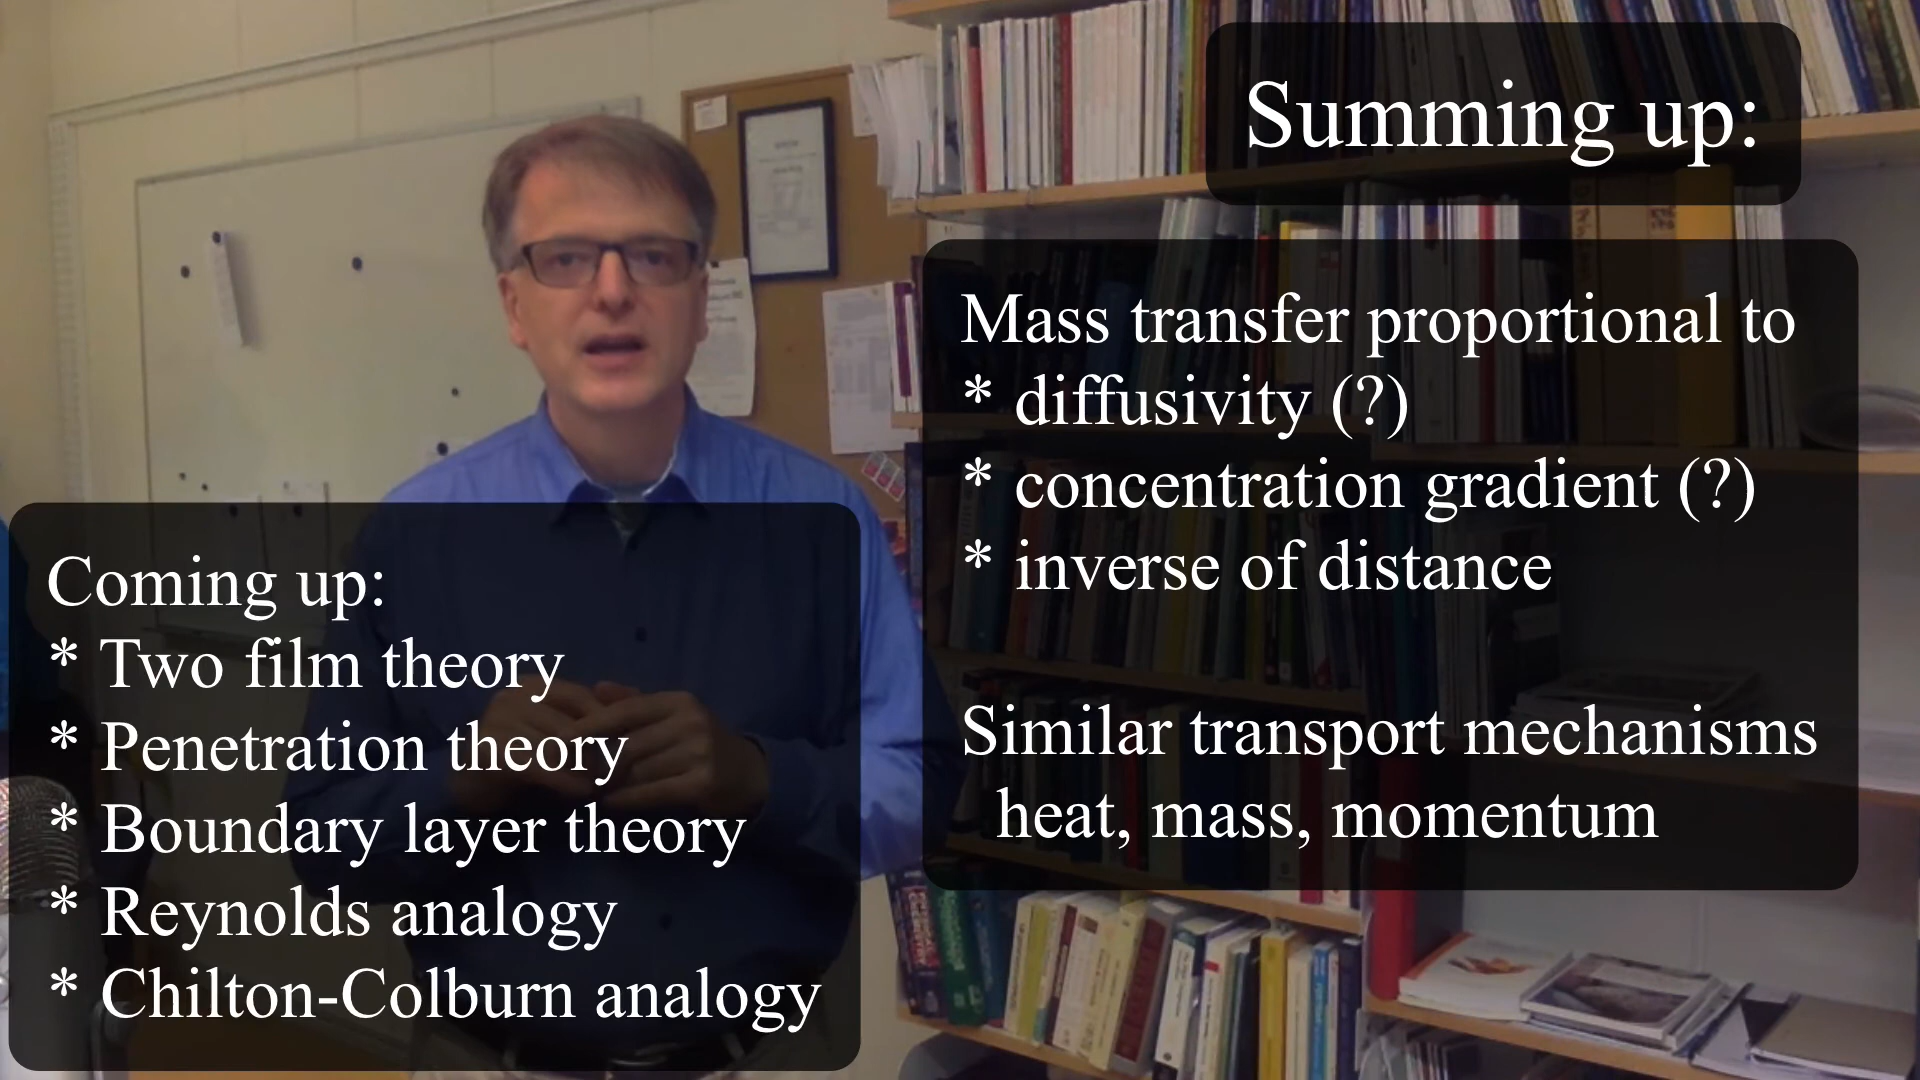 Summing up:
Mass transfer proportional to
* diffusivity (?)
* concentration gradient (?)
* inverse of distance
Similar transport mechanisms
heat, mass, momentum
Coming up:
* Two film theory
* Penetration theory
* Boundary layer theory
* Reynolds analogy
* Chilton-Colburn analogy